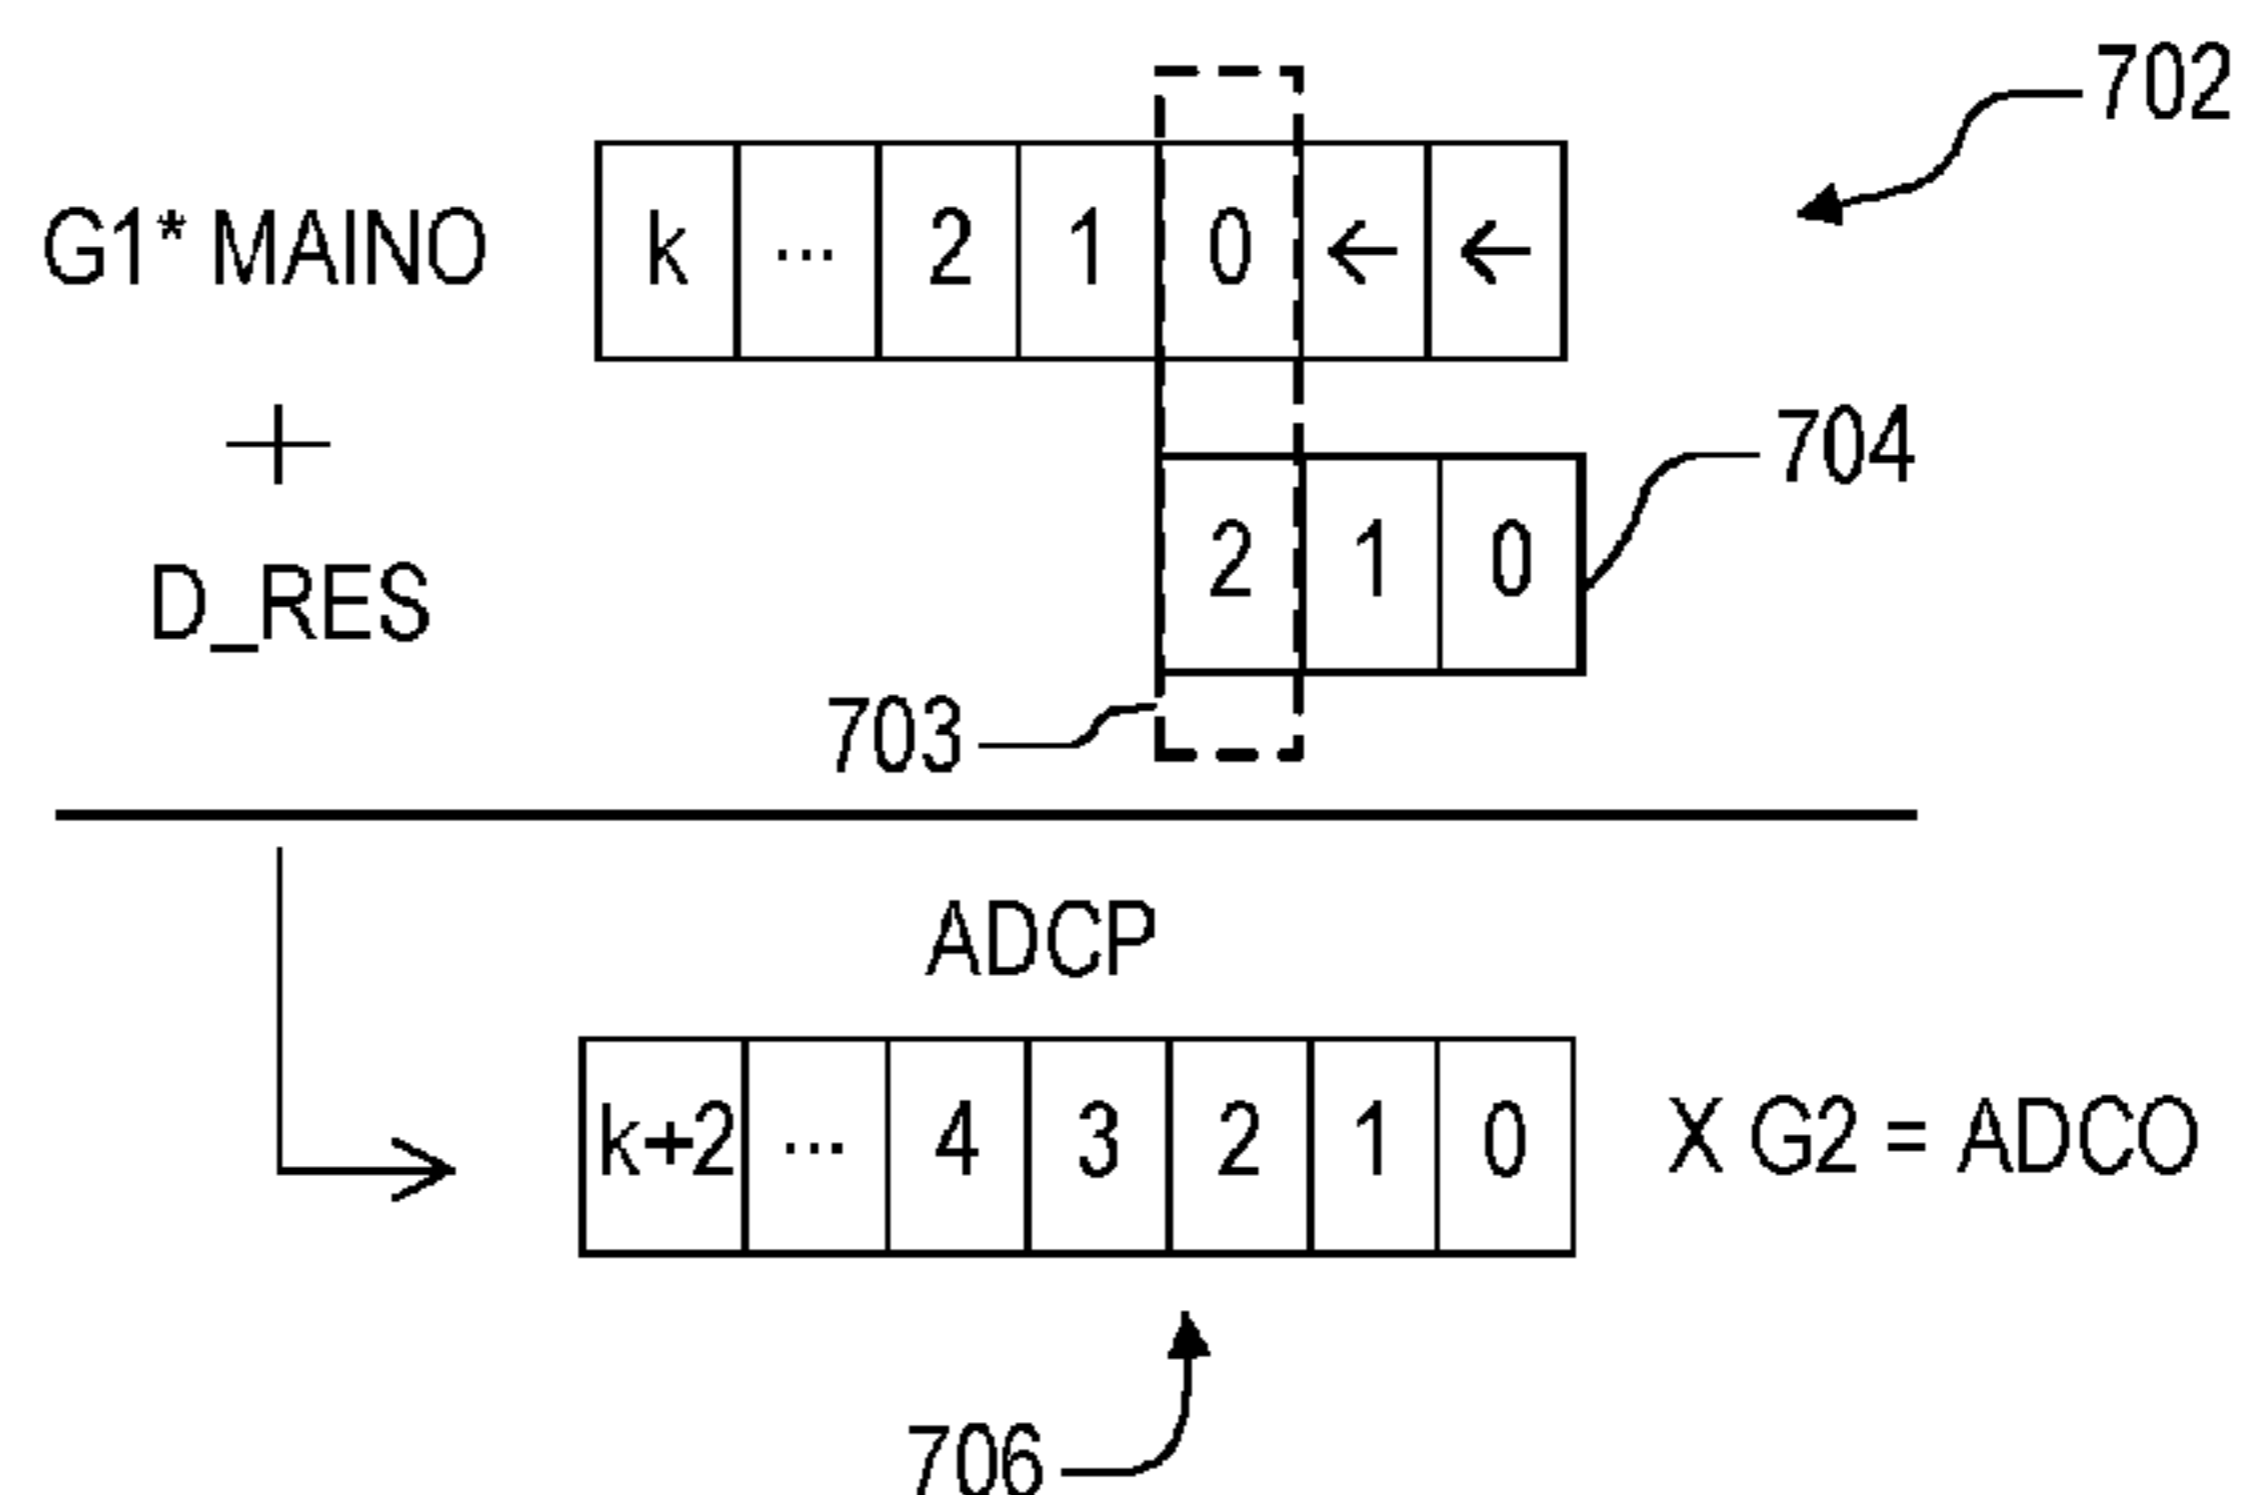 702
G1* MAINO k ... 2 1 0 ← ←
+
704
D_RES 2 1 0
703
ADCP
k+2 ... 4 3 2 1 0 X G2 = ADCO
706